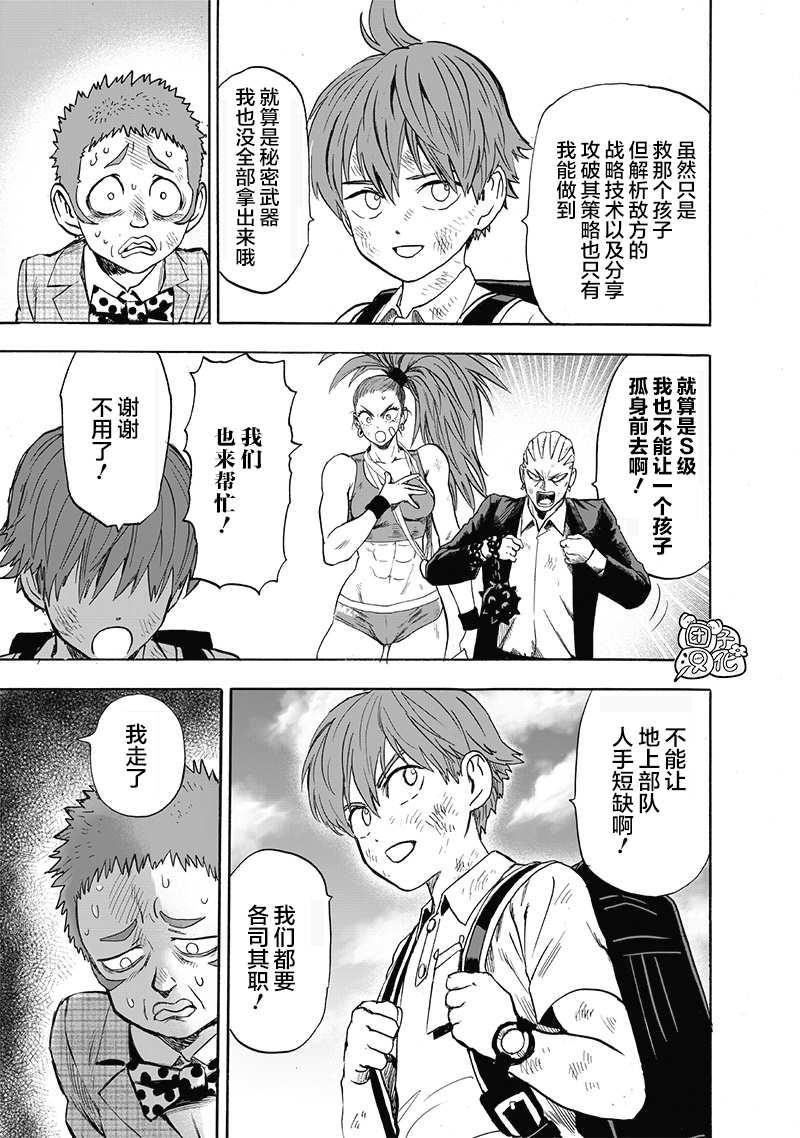 虽然只是
救那个孩子
但解析敌方的
战略技术以及分享
攻破其策略也只有
我能做到
就算是秘密武器
我也没全部拿出来哦
就算是S级
我也不能让一个孩子
孤身前去啊！
我们
也来帮忙！
谢谢
不用了！
团子
汉化
不能让
地上部队
人手短缺啊！
我们都要
各司其职！
我走了